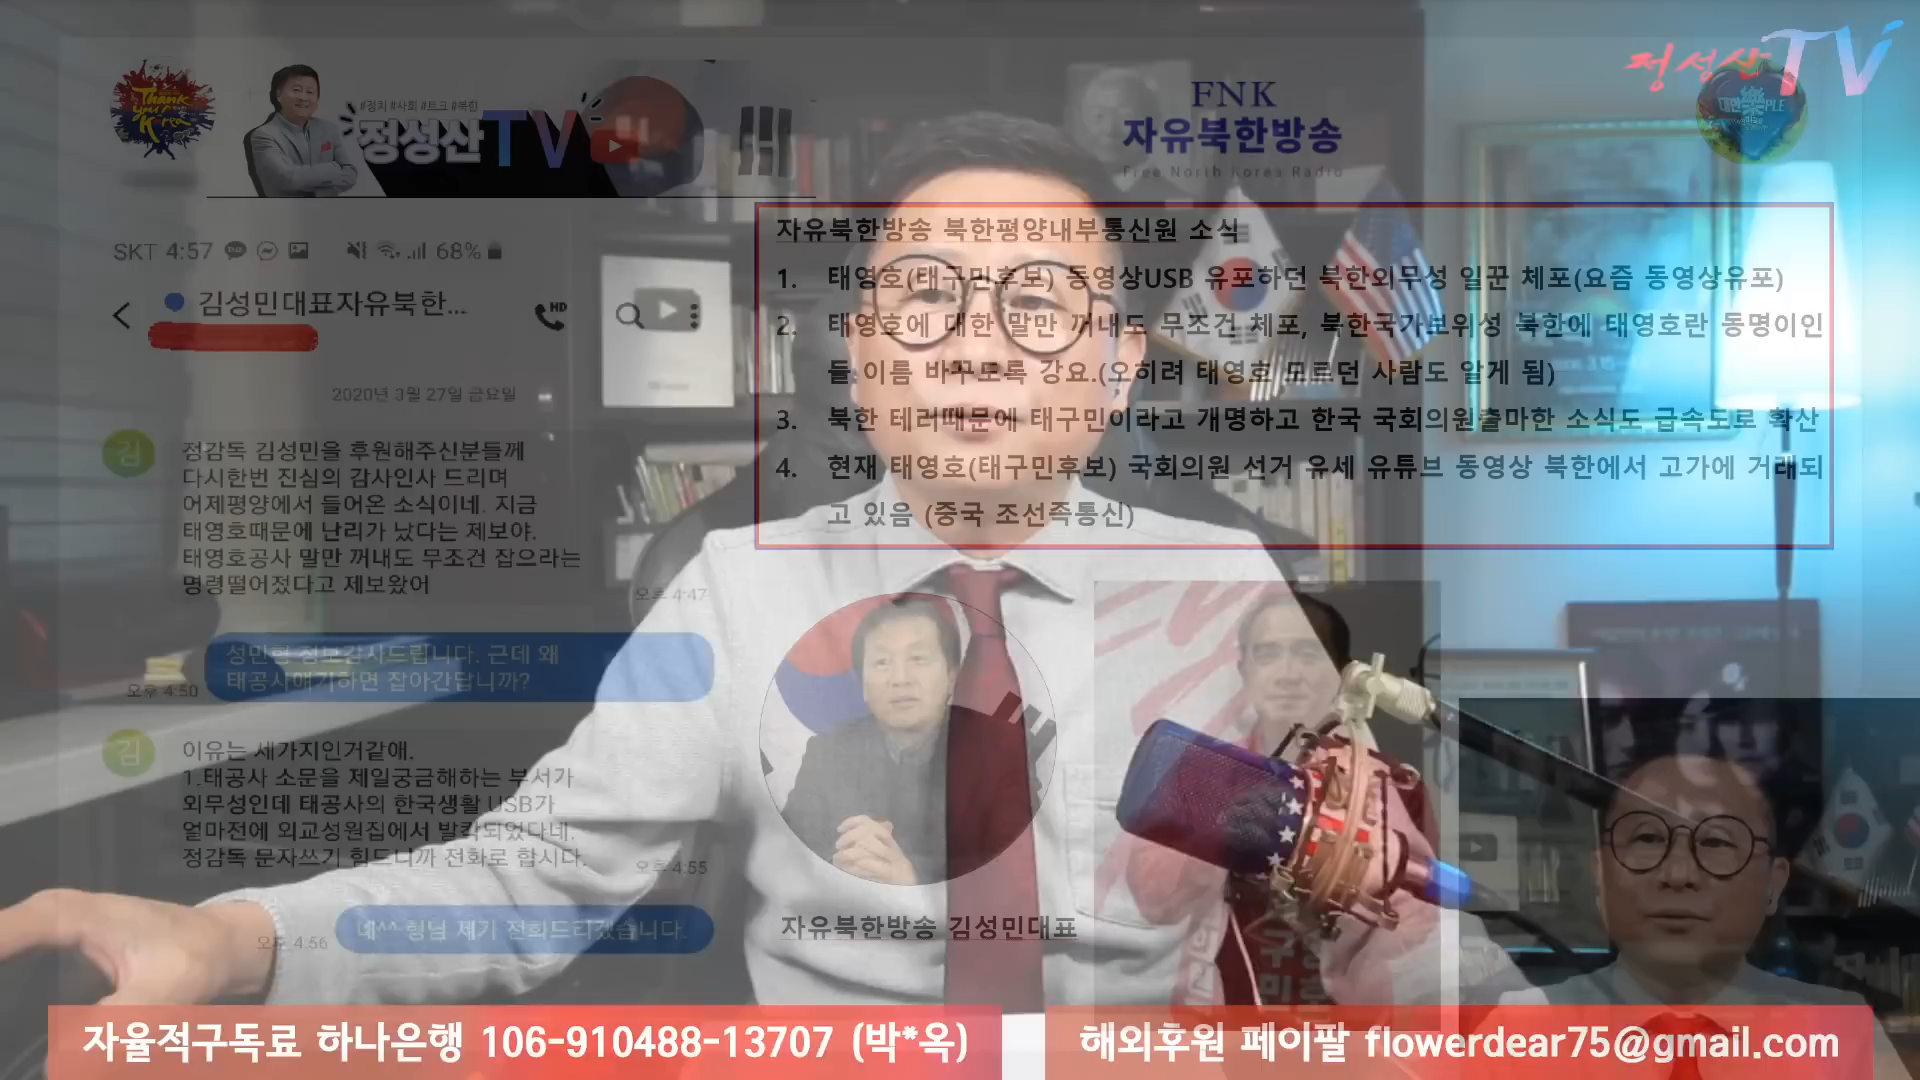 정성산TV
Thank you Korea
#정치 #사회 #토크 #북한
정성산TV
FNK
자유북한방송
Free North Korea Radio
SKT 4:57
68%
김성민대표자유북한...
2020년 3월 27일 금요일
김
정감독 김성민을 후원해주신분들께
다시한번 진심의 감사인사 드리며
어제평양에서 들어온 소식이네. 지금
태영호때문에 난리가 났다는 제보야.
태영호공사 말만 꺼내도 무조건 잡으라는
명령떨어젔다고 제보왔어
오후 4:47
성민형 정보감사드립니다. 근데 왜
태공사얘기하면 잡아간답니까?
오후 4:50
김
이유는 세가지인거같애.
1.태공사 소문을 제일궁금해하는 부서가
외무성인데 태공사의 한국생활 USB가
얼마전에 외교성원집에서 발칵되었다네.
정감독 문자쓰기 힘드니까 전화로 합시다.
오후 4:55
네^^ 형님 제가 전화드리겠습니다.
오후 4:56
자유북한방송 북한평양내부통신원 소식
1. 태영호(태구민후보) 동영상USB 유포하던 북한외무성 일꾼 체포(요즘 동영상유포)
2. 태영호에 대한 말만 꺼내도 무조건 체포, 북한국가보위성 북한에 태영호란 동명이인
들 이름 바꾸도록 강요.(오히려 태영호 모르던 사람도 알게 됨)
3. 북한 테러때문에 태구민이라고 개명하고 한국 국회의원출마한 소식도 급속도로 확산
4. 현재 태영호(태구민후보) 국회의원 선거 유세 유튜브 동영상 북한에서 고가에 거래되
고 있음 (중국 조선족통신)
자유북한방송 김성민대표
자율적구독료 하나은행 106-910488-13707 (박*옥)
해외후원 페이팔 flowerdear75@gmail.com